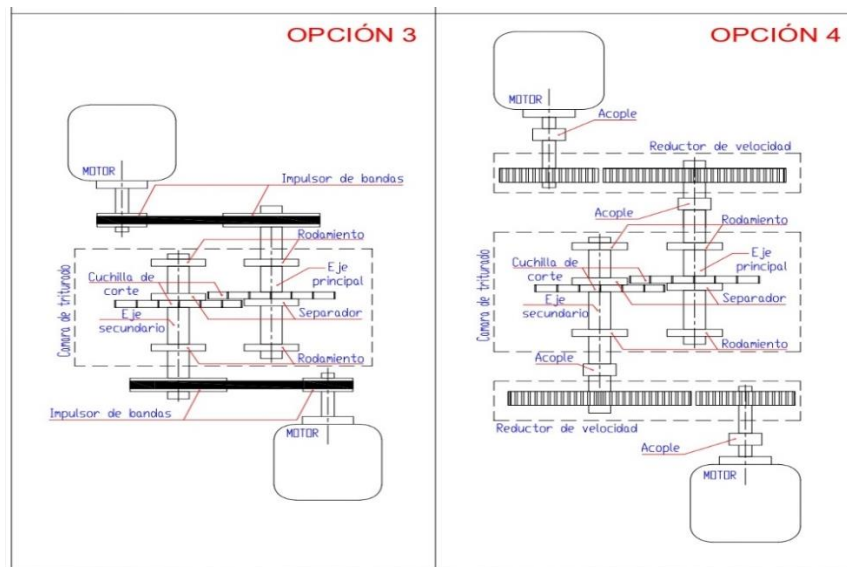 OPCIÓN 3
MOTOR
Impulsor de bandas
Rodamiento
Cuchilla de
corte
Eje
principal
Eje
secundario
Separador
Camara de triturado
Rodamiento
Impulsor de bandas
MOTOR
OPCIÓN 4
MOTOR
Acople
Reductor de velocidad
Acople
Rodamiento
Cuchilla de
corte
Eje
principal
Eje
secundario
Separador
Camara de triturado
Rodamiento
Acople
Reductor de velocidad
Acople
MOTOR